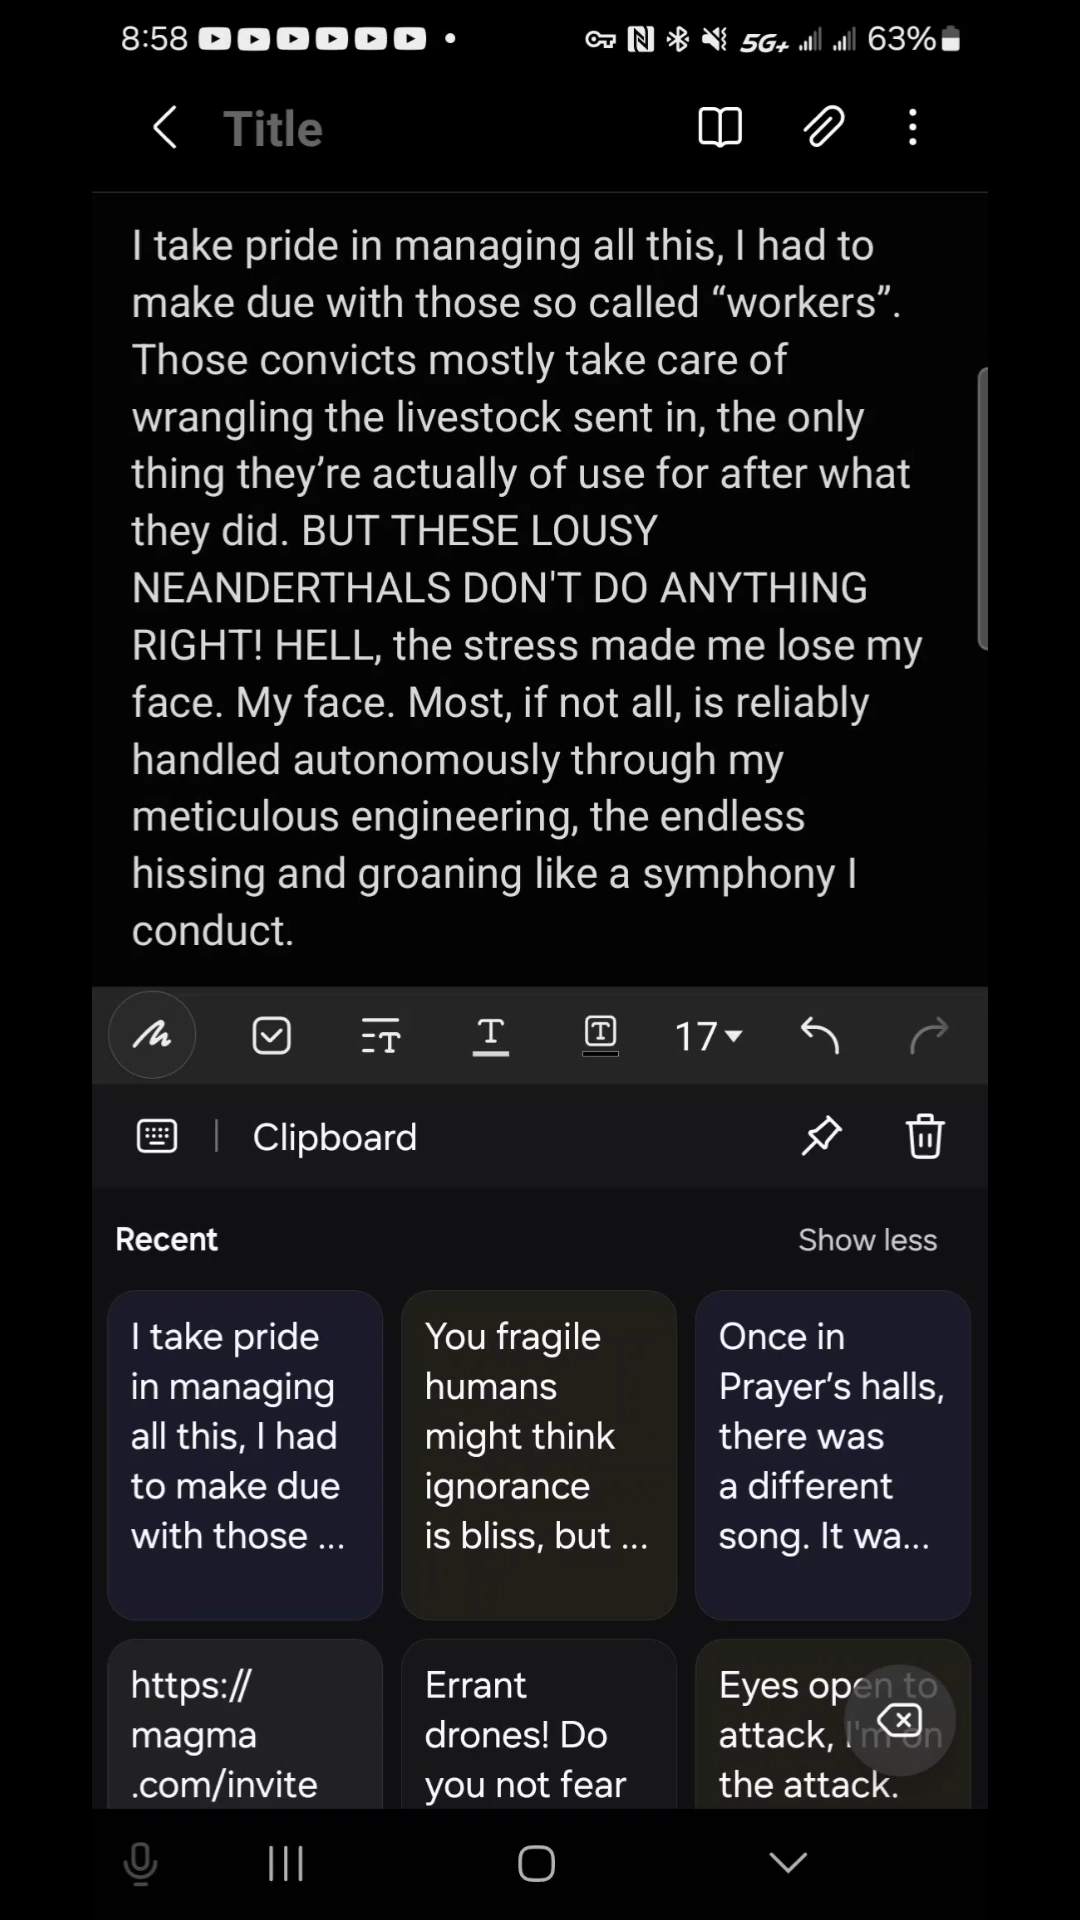 8:58
5G+
63%
Title
I take pride in managing all this, I had to
make due with those so called “workers”.
Those convicts mostly take care of
wrangling the livestock sent in, the only
thing they’re actually of use for after what
they did. BUT THESE LOUSY
NEANDERTHALS DON'T DO ANYTHING
RIGHT! HELL, the stress made me lose my
face. My face. Most, if not all, is reliably
handled autonomously through my
meticulous engineering, the endless
hissing and groaning like a symphony I
conduct.
17
Clipboard
Recent
Show less
I take pride
in managing
all this, I had
to make due
with those ...
You fragile
humans
might think
ignorance
is bliss, but ...
Once in
Prayer’s halls,
there was
a different
song. It wa...
https://
magma
.com/invite
Errant
drones! Do
you not fear
Eyes open to
attack, I'm on
the attack.